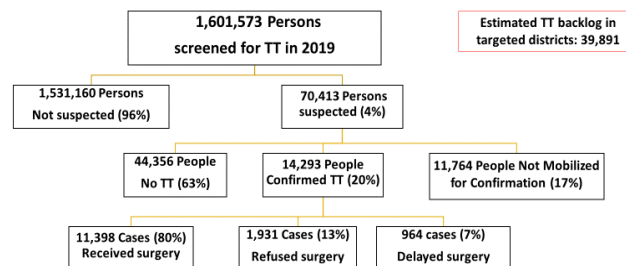 1,601,573 Persons
screened for TT in 2019
Estimated TT backlog in
targeted districts: 39,891
1,531,160 Persons
Not suspected (96%)
70,413 Persons
suspected (4%)
44,356 People
No TT (63%)
14,293 People
Confirmed TT (20%)
11,764 People Not Mobilized
for Confirmation (17%)
11,398 Cases (80%)
Received surgery
1,931 Cases (13%)
Refused surgery
964 cases (7%)
Delayed surgery